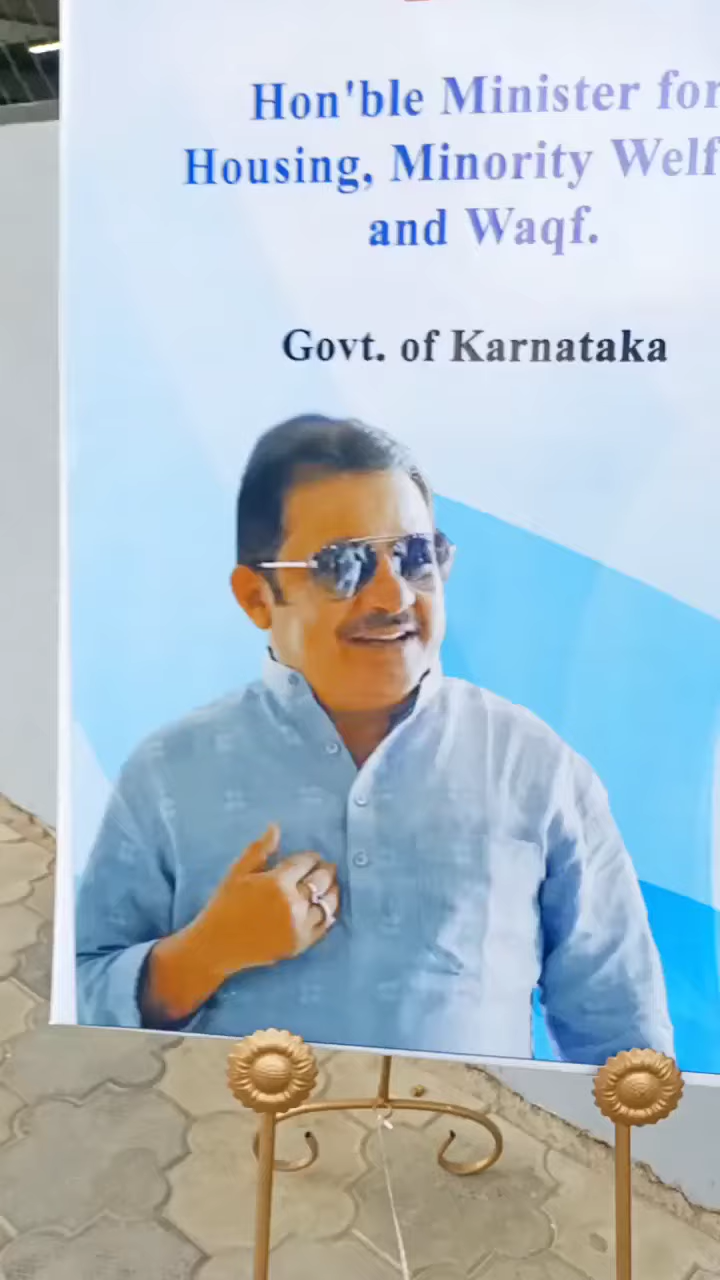 Hon'ble Minister for
Housing, Minority Welf
and Waqf.
Govt. of Karnataka